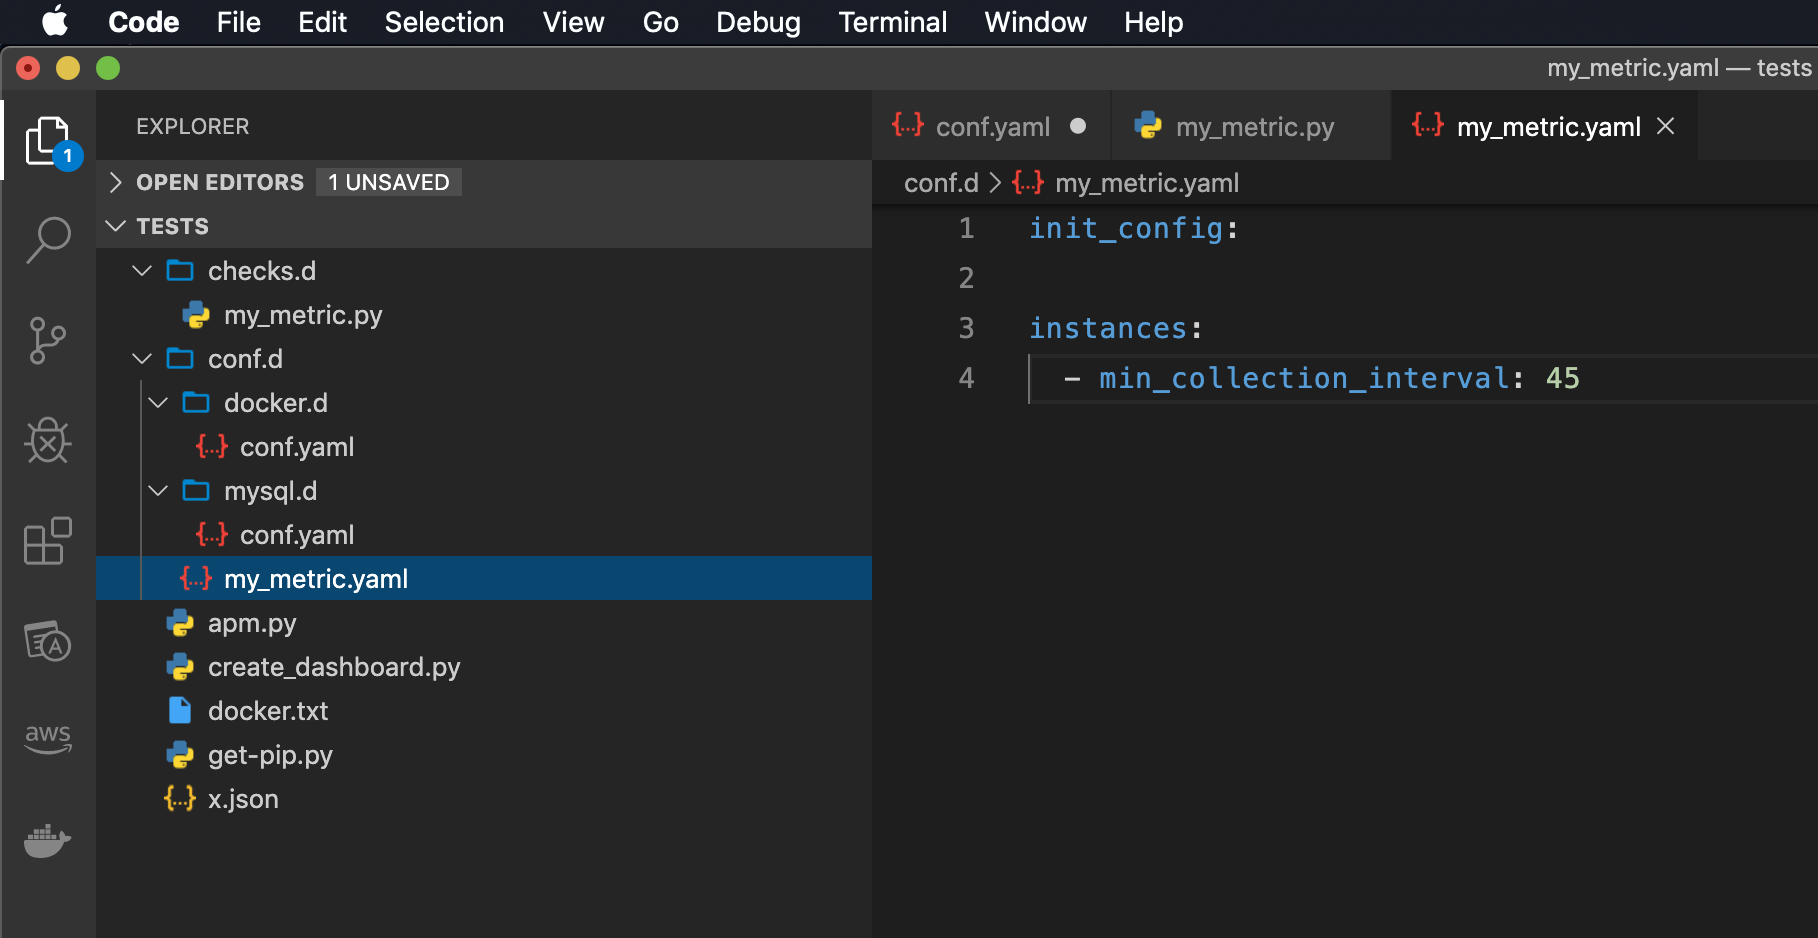 Code File Edit Selection View Go Debug Terminal Window Help
my_metric.yaml — tests
EXPLORER
1
OPEN EDITORS 1 UNSAVED
TESTS
checks.d
my_metric.py
conf.d
docker.d
conf.yaml
mysql.d
conf.yaml
my_metric.yaml
apm.py
create_dashboard.py
docker.txt
get-pip.py
x.json
A
aws
conf.yaml my_metric.py my_metric.yaml
conf.d > my_metric.yaml
1 init_config:
2
3 instances:
4 - min_collection_interval: 45